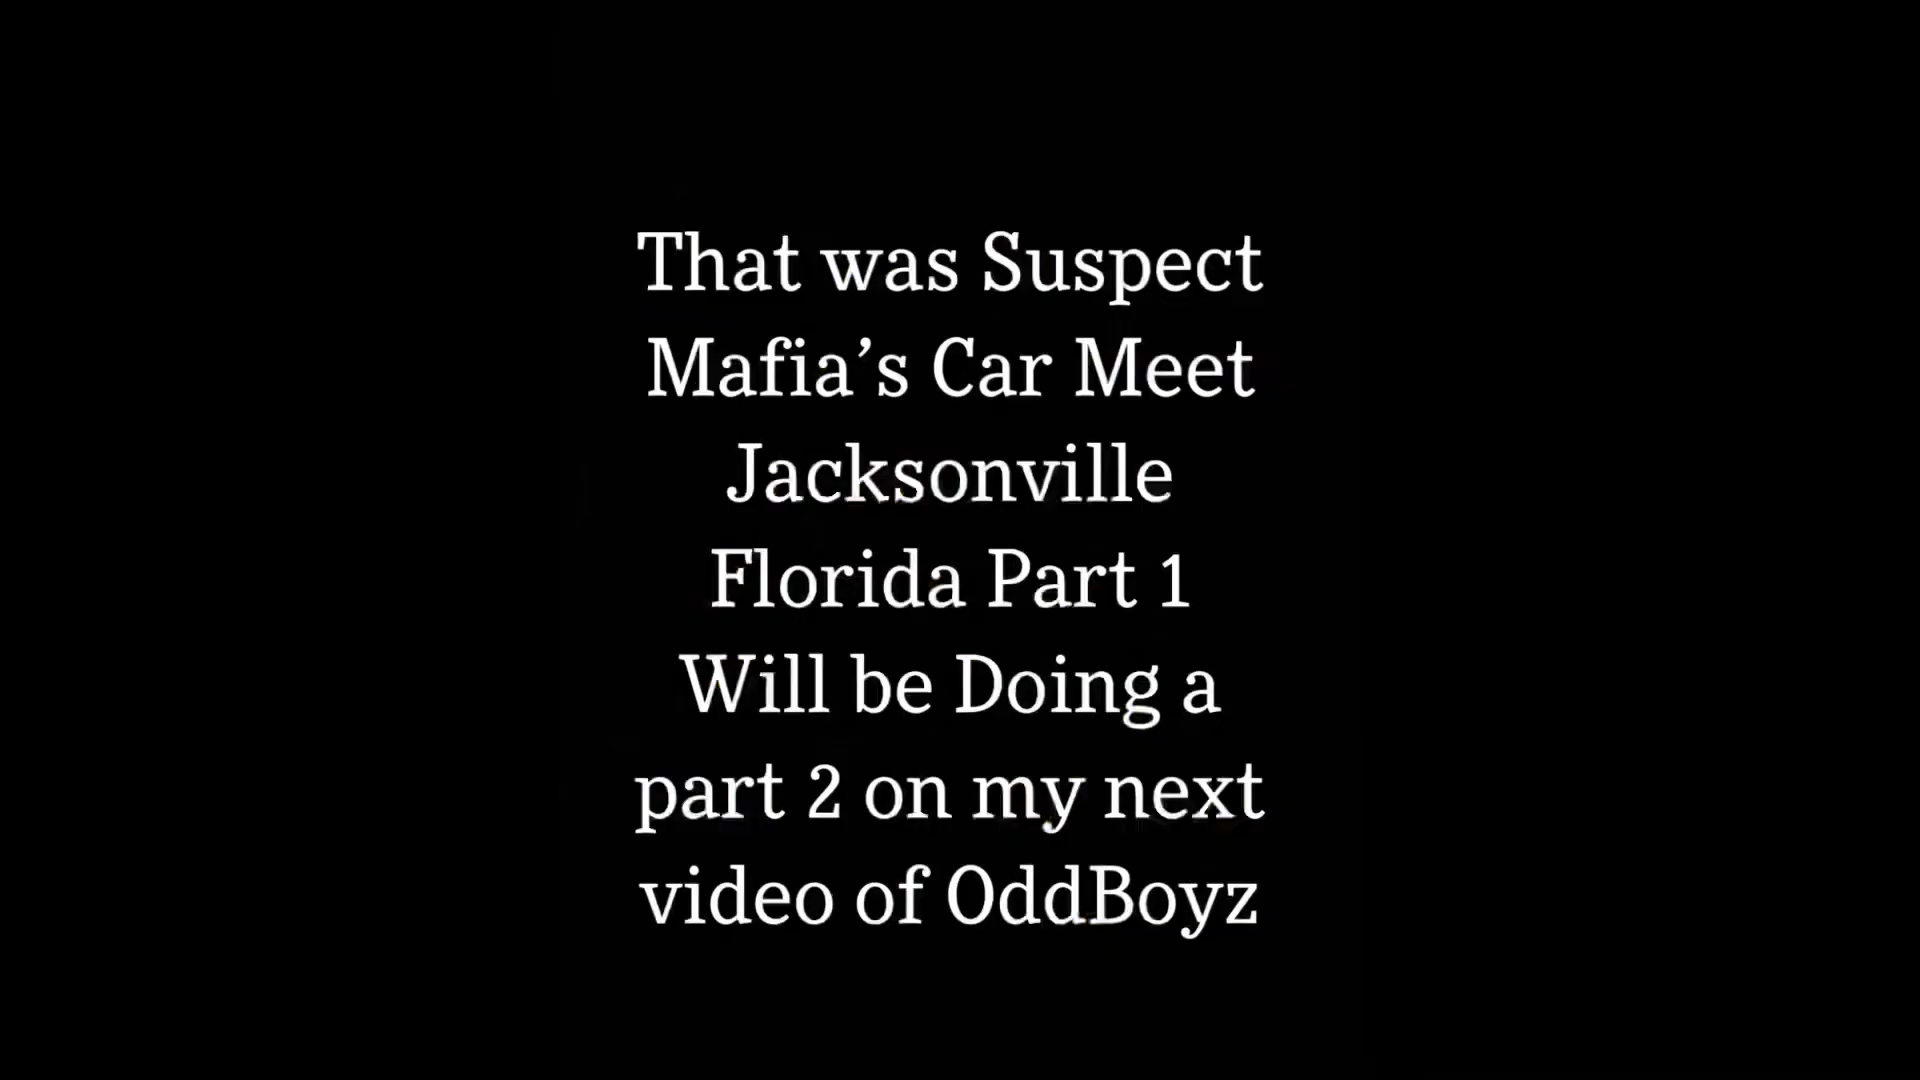 That was Suspect
Mafia’s Car Meet
Jacksonville
Florida Part 1
Will be Doing a
part 2 on my next
video of OddBoyz